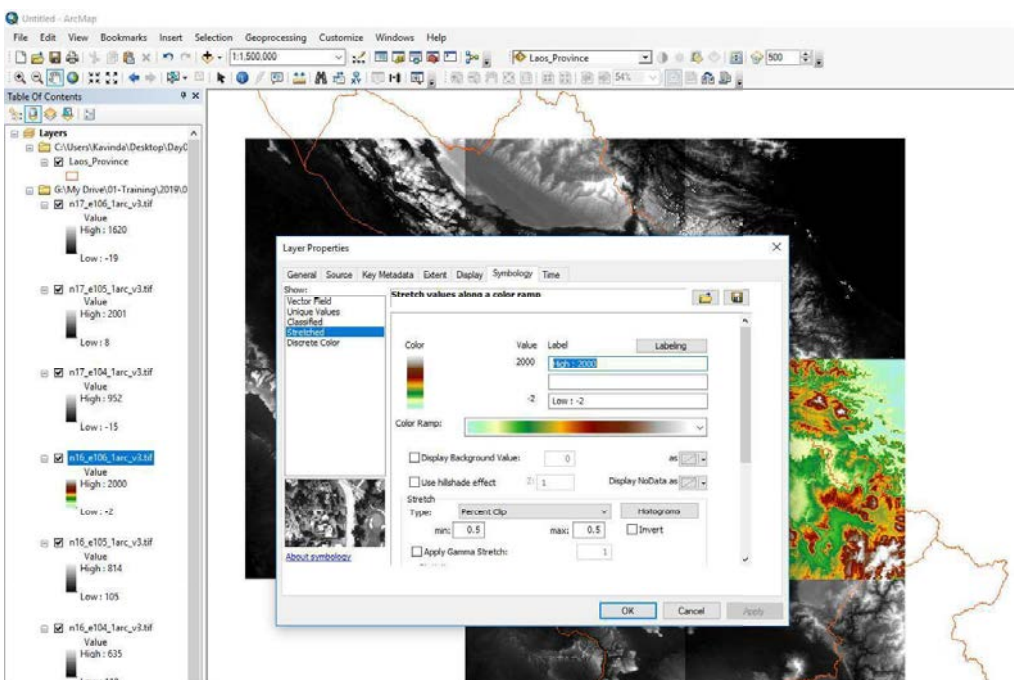 Untitled - ArcMap
File Edit View Bookmarks Insert Selection Geoprocessing Customize Windows Help
1:1,500,000
Laos_Province
500
54%
Table Of Contents
Layers
C:\Users\Kavinda\Desktop\Day0
Laos_Province
G:\My Drive\01-Training\2019\0
n17_e106_1arc_v3.tif
Value
High : 1620
Low : -19
n17_e105_1arc_v3.tif
Value
High : 2001
Low : 8
n17_e104_1arc_v3.tif
Value
High : 952
Low : -15
n16_e106_1arc_v3.tif
Value
High : 2000
Low : -2
n16_e105_1arc_v3.tif
Value
High : 814
Low : 105
n16_e104_1arc_v3.tif
Value
High : 635
Layer Properties
General Source Key Metadata Extent Display Symbology Time
Show:
Vector Field
Unique Values
Classified
Stretched
Discrete Color
About symbology
Stretch values along a color ramp
Color Value Label Labeling
2000 High : 2000
-2 Low : -2
Color Ramp:
Display Background Value: 0 as
Use hillshade effect Z: 1 Display NoData as
Stretch
Type: Percent Clip Histograms
min: 0.5 max: 0.5 Invert
Apply Gamma Stretch: 1
OK Cancel Apply